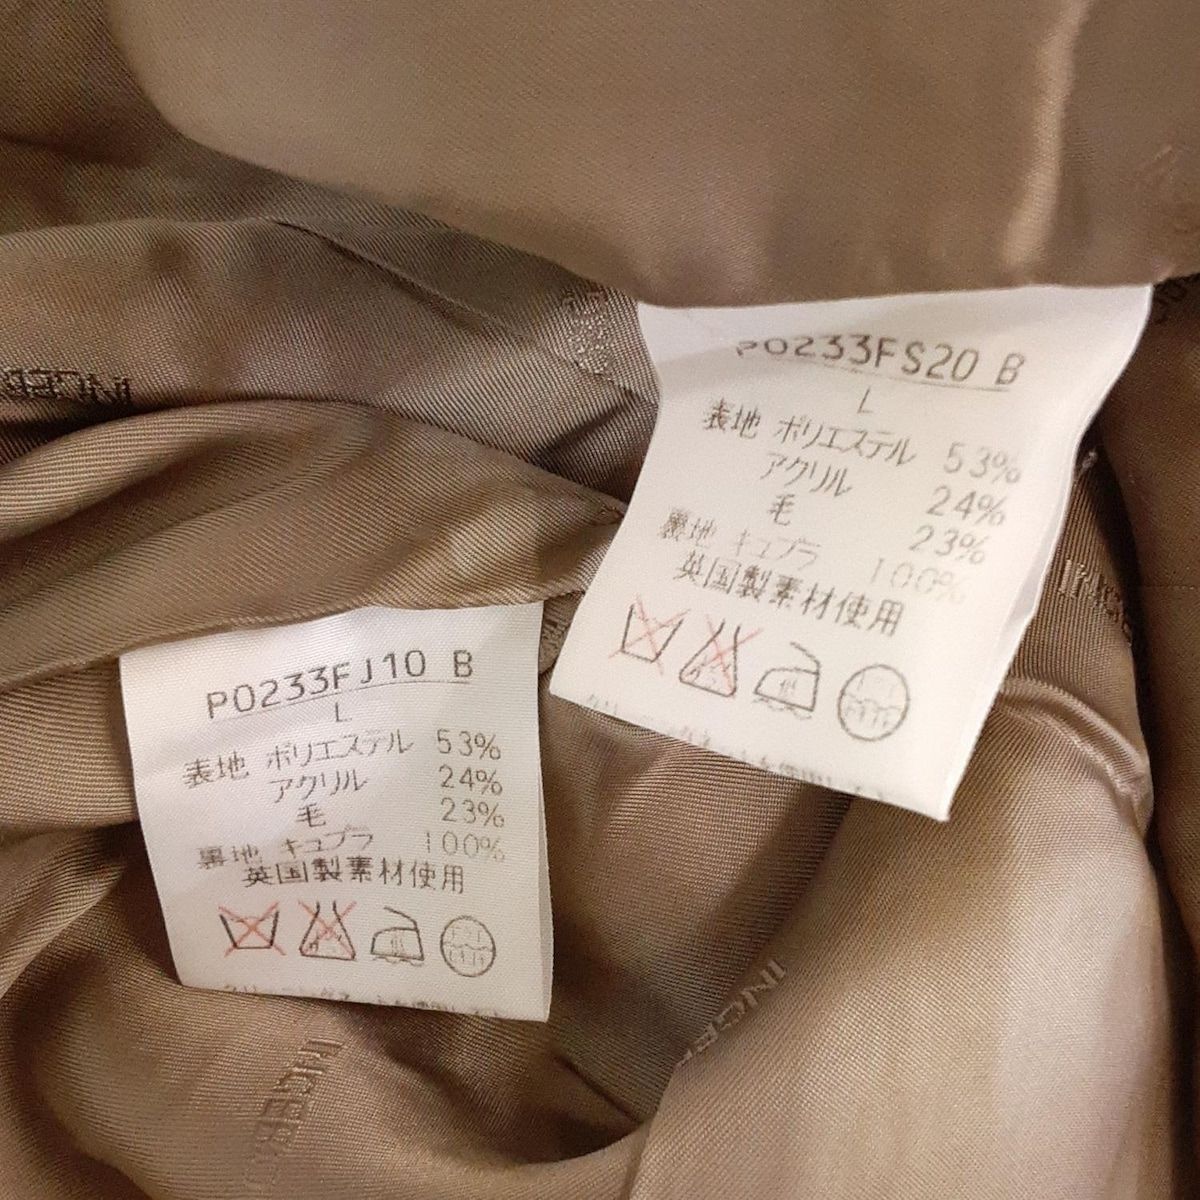 P0233FS20 B
L
表地 ポリエステル 53%
アクリル 24%
毛 23%
裏地 キュプラ 100%
英国製素材使用
P0233FJ10 B
L
表地 ポリエステル 53%
アクリル 24%
毛 23%
裏地 キュプラ 100%
英国製素材使用